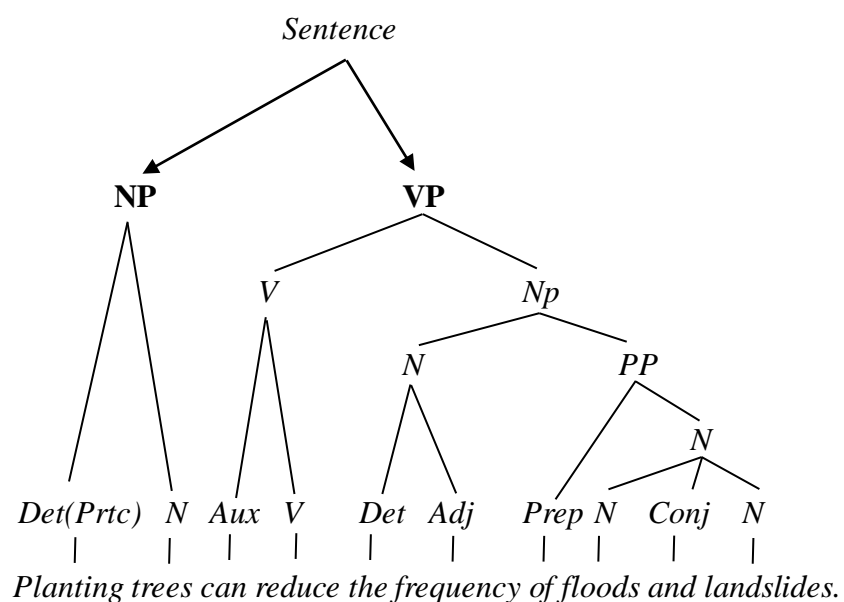 Sentence
NP VP
V Np
N PP
N
Det(Prtc) N Aux V Det Adj Prep N Conj N
Planting trees can reduce the frequency of floods and landslides.